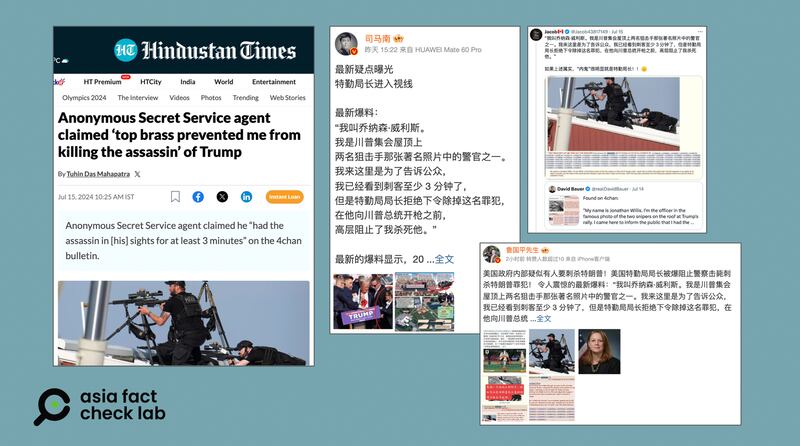 °C
HT
Hindustan Times
HT Premium
HTCity
India
World
Entertainment
Olympics 2024
The Interview
Videos
Photos
Trending
Web Stories
Anonymous Secret Service agent
claimed ‘top brass prevented me from
killing the assassin’ of Trump
By Tuhin Das Mahapatra
Jul 15, 2024 10:25 AM IST
Instant Loan
Anonymous Secret Service agent claimed he “had the
assassin in [his] sights for at least 3 minutes” on the 4chan
bulletin.
司马南
昨天 15:22 来自 HUAWEI Mate 60 Pro
最新疑点曝光
特勤局长进入视线
最新爆料：
“我叫乔纳森·威利斯。
我是川普集会屋顶上
两名狙击手那张著名照片中的警官之一。
我来这里是为了告诉公众，
我已经看到刺客至少 3 分钟了，
但是特勤局局长拒绝下令除掉这名罪犯，
在他向川普总统开枪之前，
高层阻止了我杀死他。”
最新的爆料显示，20 ...全文
TRUMP
Jacob @Jacob43817149 · Jul 15
“我叫乔纳森·威利斯。我是川普集会屋顶上两名狙击手那张著名照片中的警官
之一。我来这里是为了告诉公众，我已经看到刺客至少 3 分钟了，但是特勤局
局长拒绝下令除掉这名罪犯，在他向川普总统开枪之前，高层阻止了我杀死
他。”
David Bauer @realDavidBauer · Jul 14
Found on 4chan.
"My name is Jonathan Willis, I'm the officer in the
famous photo of the two snipers on the roof at Trump's
rally. I came here to inform the public that I had the ...
鲁国平先生
2小时前 转赞人数超过10 来自 iPhone客户端
美国政府内部疑似有人要刺杀特朗普！美国特勤局局长被爆阻止警察击毙刺
杀特朗普罪犯！ 令人震惊的最新爆料：“我叫乔纳森·威利斯。我是川普集会
屋顶上两名狙击手那张著名照片中的警官之一。我来这里是为了告诉公众，
我已经看到刺客至少 3 分钟了，但是特勤局局长拒绝下令除掉这名罪犯，在
他向川普总统 ...全文
asia fact
check lab